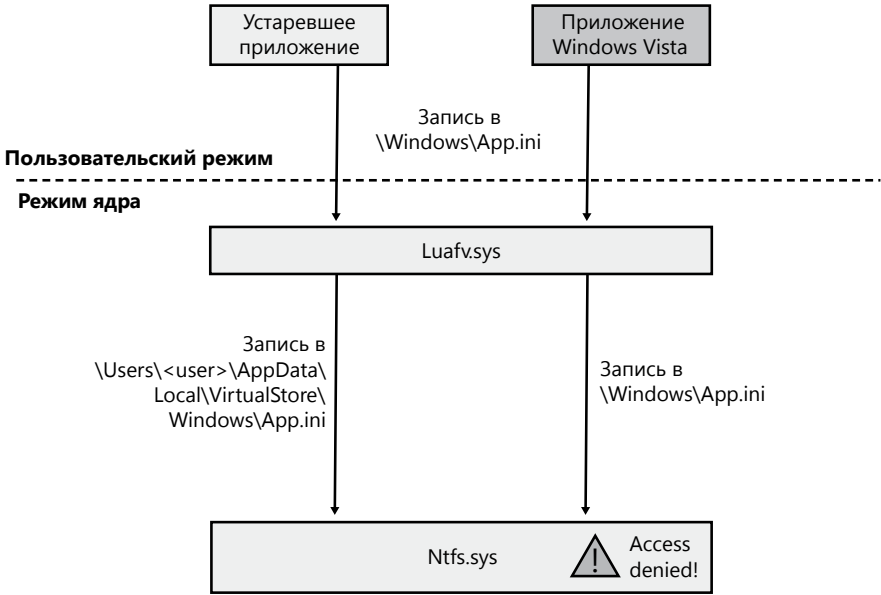 Устаревшее
приложение
Приложение
Windows Vista
Запись в
\Windows\App.ini
Пользовательский режим
Режим ядра
Luafv.sys
Запись в
\Users\<user>\AppData\
Local\VirtualStore\
Windows\App.ini
Запись в
\Windows\App.ini
Ntfs.sys
Access
denied!